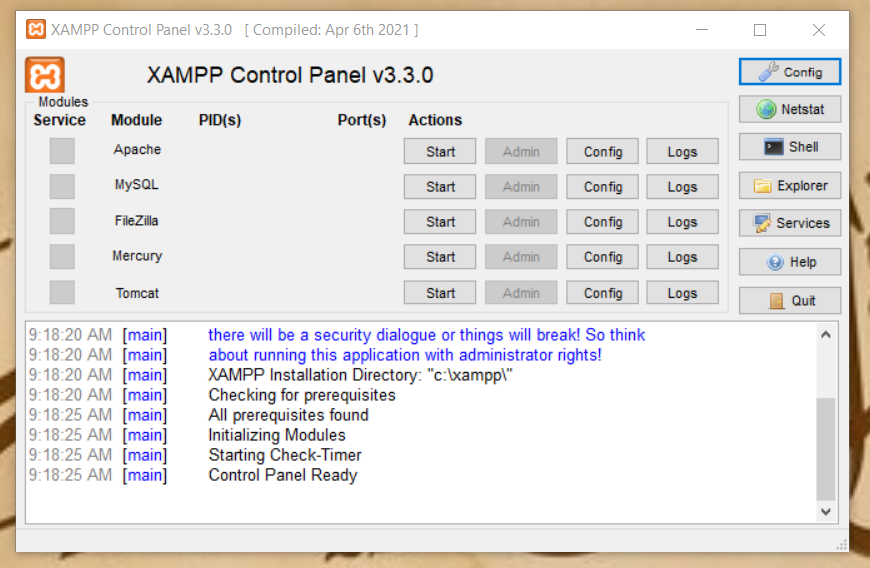 XAMPP Control Panel v3.3.0 [ Compiled: Apr 6th 2021 ]
XAMPP Control Panel v3.3.0
Config
Modules
Service Module PID(s) Port(s) Actions
Netstat
Apache Start Admin Config Logs
Shell
MySQL Start Admin Config Logs
Explorer
FileZilla Start Admin Config Logs
Services
Mercury Start Admin Config Logs
Help
Tomcat Start Admin Config Logs
Quit
9:18:20 AM [main] there will be a security dialogue or things will break! So think
9:18:20 AM [main] about running this application with administrator rights!
9:18:20 AM [main] XAMPP Installation Directory: "c:\xampp\"
9:18:20 AM [main] Checking for prerequisites
9:18:25 AM [main] All prerequisites found
9:18:25 AM [main] Initializing Modules
9:18:25 AM [main] Starting Check-Timer
9:18:25 AM [main] Control Panel Ready